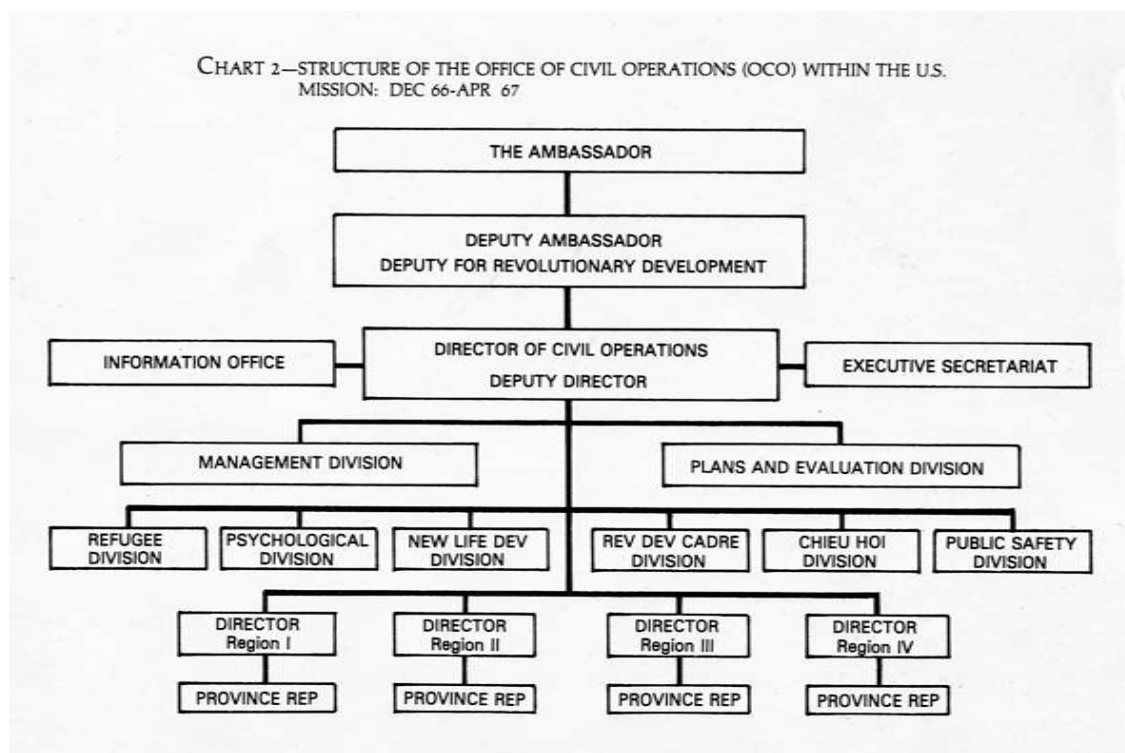 CHART 2—STRUCTURE OF THE OFFICE OF CIVIL OPERATIONS (OCO) WITHIN THE U.S.
MISSION: DEC 66-APR 67
THE AMBASSADOR
DEPUTY AMBASSADOR
DEPUTY FOR REVOLUTIONARY DEVELOPMENT
INFORMATION OFFICE
DIRECTOR OF CIVIL OPERATIONS
DEPUTY DIRECTOR
EXECUTIVE SECRETARIAT
MANAGEMENT DIVISION
PLANS AND EVALUATION DIVISION
REFUGEE
DIVISION
PSYCHOLOGICAL
DIVISION
NEW LIFE DEV
DIVISION
REV DEV CADRE
DIVISION
CHIEU HOI
DIVISION
PUBLIC SAFETY
DIVISION
DIRECTOR
Region I
DIRECTOR
Region II
DIRECTOR
Region III
DIRECTOR
Region IV
PROVINCE REP
PROVINCE REP
PROVINCE REP
PROVINCE REP